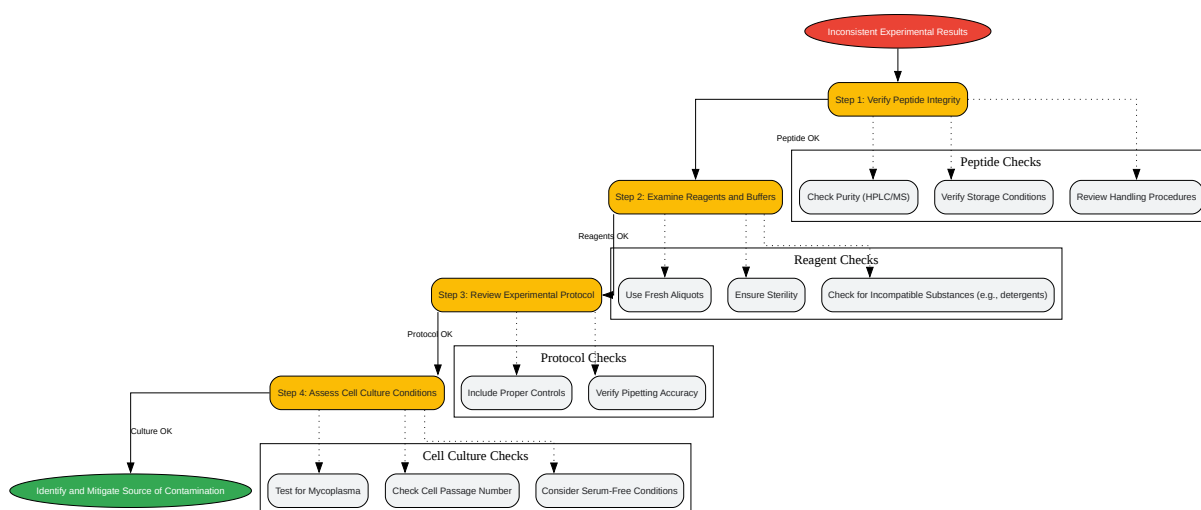 Inconsistent Experimental Results
Step 1: Verify Peptide Integrity
Peptide OK
Peptide Checks
Check Purity (HPLC/MS)
Verify Storage Conditions
Review Handling Procedures
Step 2: Examine Reagents and Buffers
Reagents OK
Reagent Checks
Use Fresh Aliquots
Ensure Sterility
Check for Incompatible Substances (e.g., detergents)
Step 3: Review Experimental Protocol
Protocol OK
Protocol Checks
Include Proper Controls
Verify Pipetting Accuracy
Step 4: Assess Cell Culture Conditions
Culture OK
Cell Culture Checks
Test for Mycoplasma
Check Cell Passage Number
Consider Serum-Free Conditions
Identify and Mitigate Source of Contamination